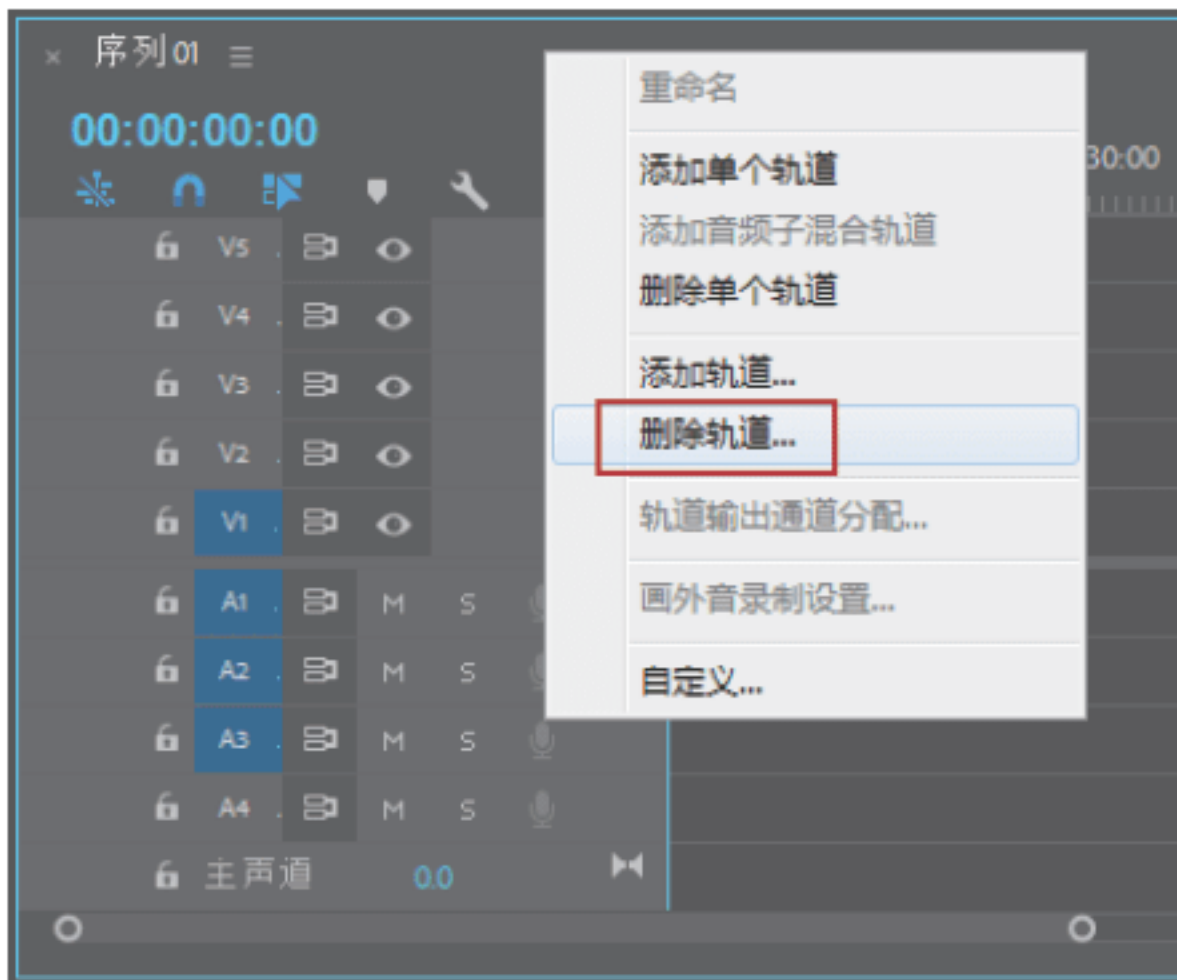 序列 01
00:00:00:00
30:00
重命名
添加单个轨道
添加音频子混合轨道
删除单个轨道
添加轨道...
删除轨道...
轨道输出通道分配...
画外音录制设置...
自定义...
V5
V4
V3
V2
V1
A1 M S
A2 M S
A3 M S
A4 M S
主声道 0.0